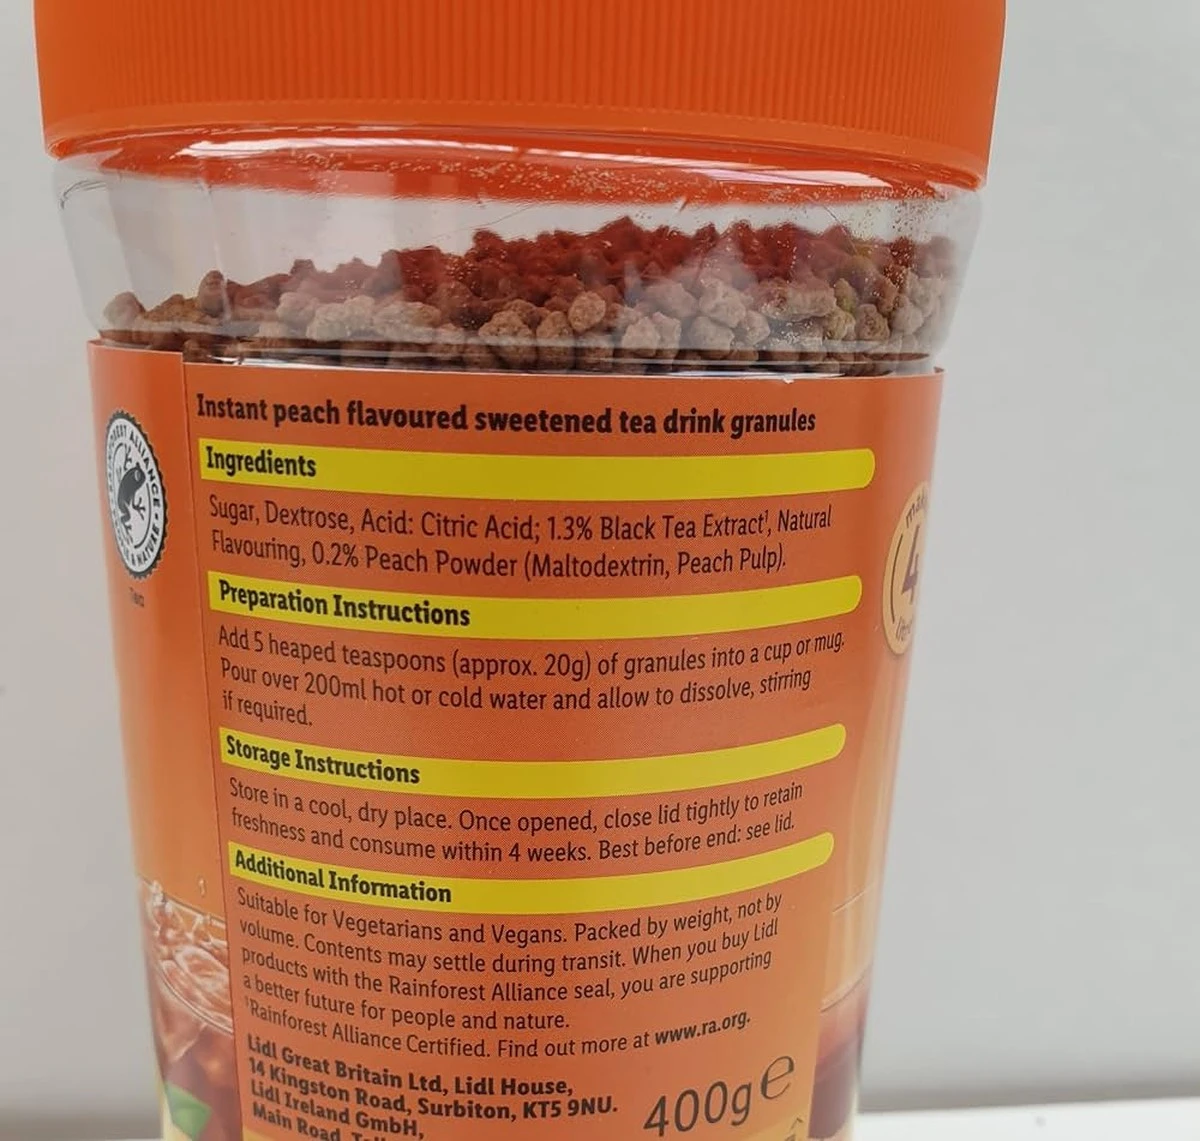 Instant peach flavoured sweetened tea drink granules
Ingredients
Sugar, Dextrose, Acid: Citric Acid; 1.3% Black Tea Extract¹, Natural
Flavouring, 0.2% Peach Powder (Maltodextrin, Peach Pulp).
Preparation Instructions
Add 5 heaped teaspoons (approx. 20g) of granules into a cup or mug.
Pour over 200ml hot or cold water and allow to dissolve, stirring
if required.
Storage Instructions
Store in a cool, dry place. Once opened, close lid tightly to retain
freshness and consume within 4 weeks. Best before end: see lid.
Additional Information
Suitable for Vegetarians and Vegans. Packed by weight, not by
volume. Contents may settle during transit. When you buy Lidl
products with the Rainforest Alliance seal, you are supporting
a better future for people and nature.
¹Rainforest Alliance Certified. Find out more at www.ra.org.
Lidl Great Britain Ltd, Lidl House,
14 Kingston Road, Surbiton, KT5 9NU.
Lidl Ireland GmbH,
Main Road,
400g e
ALLIANCE
& NATURE
4